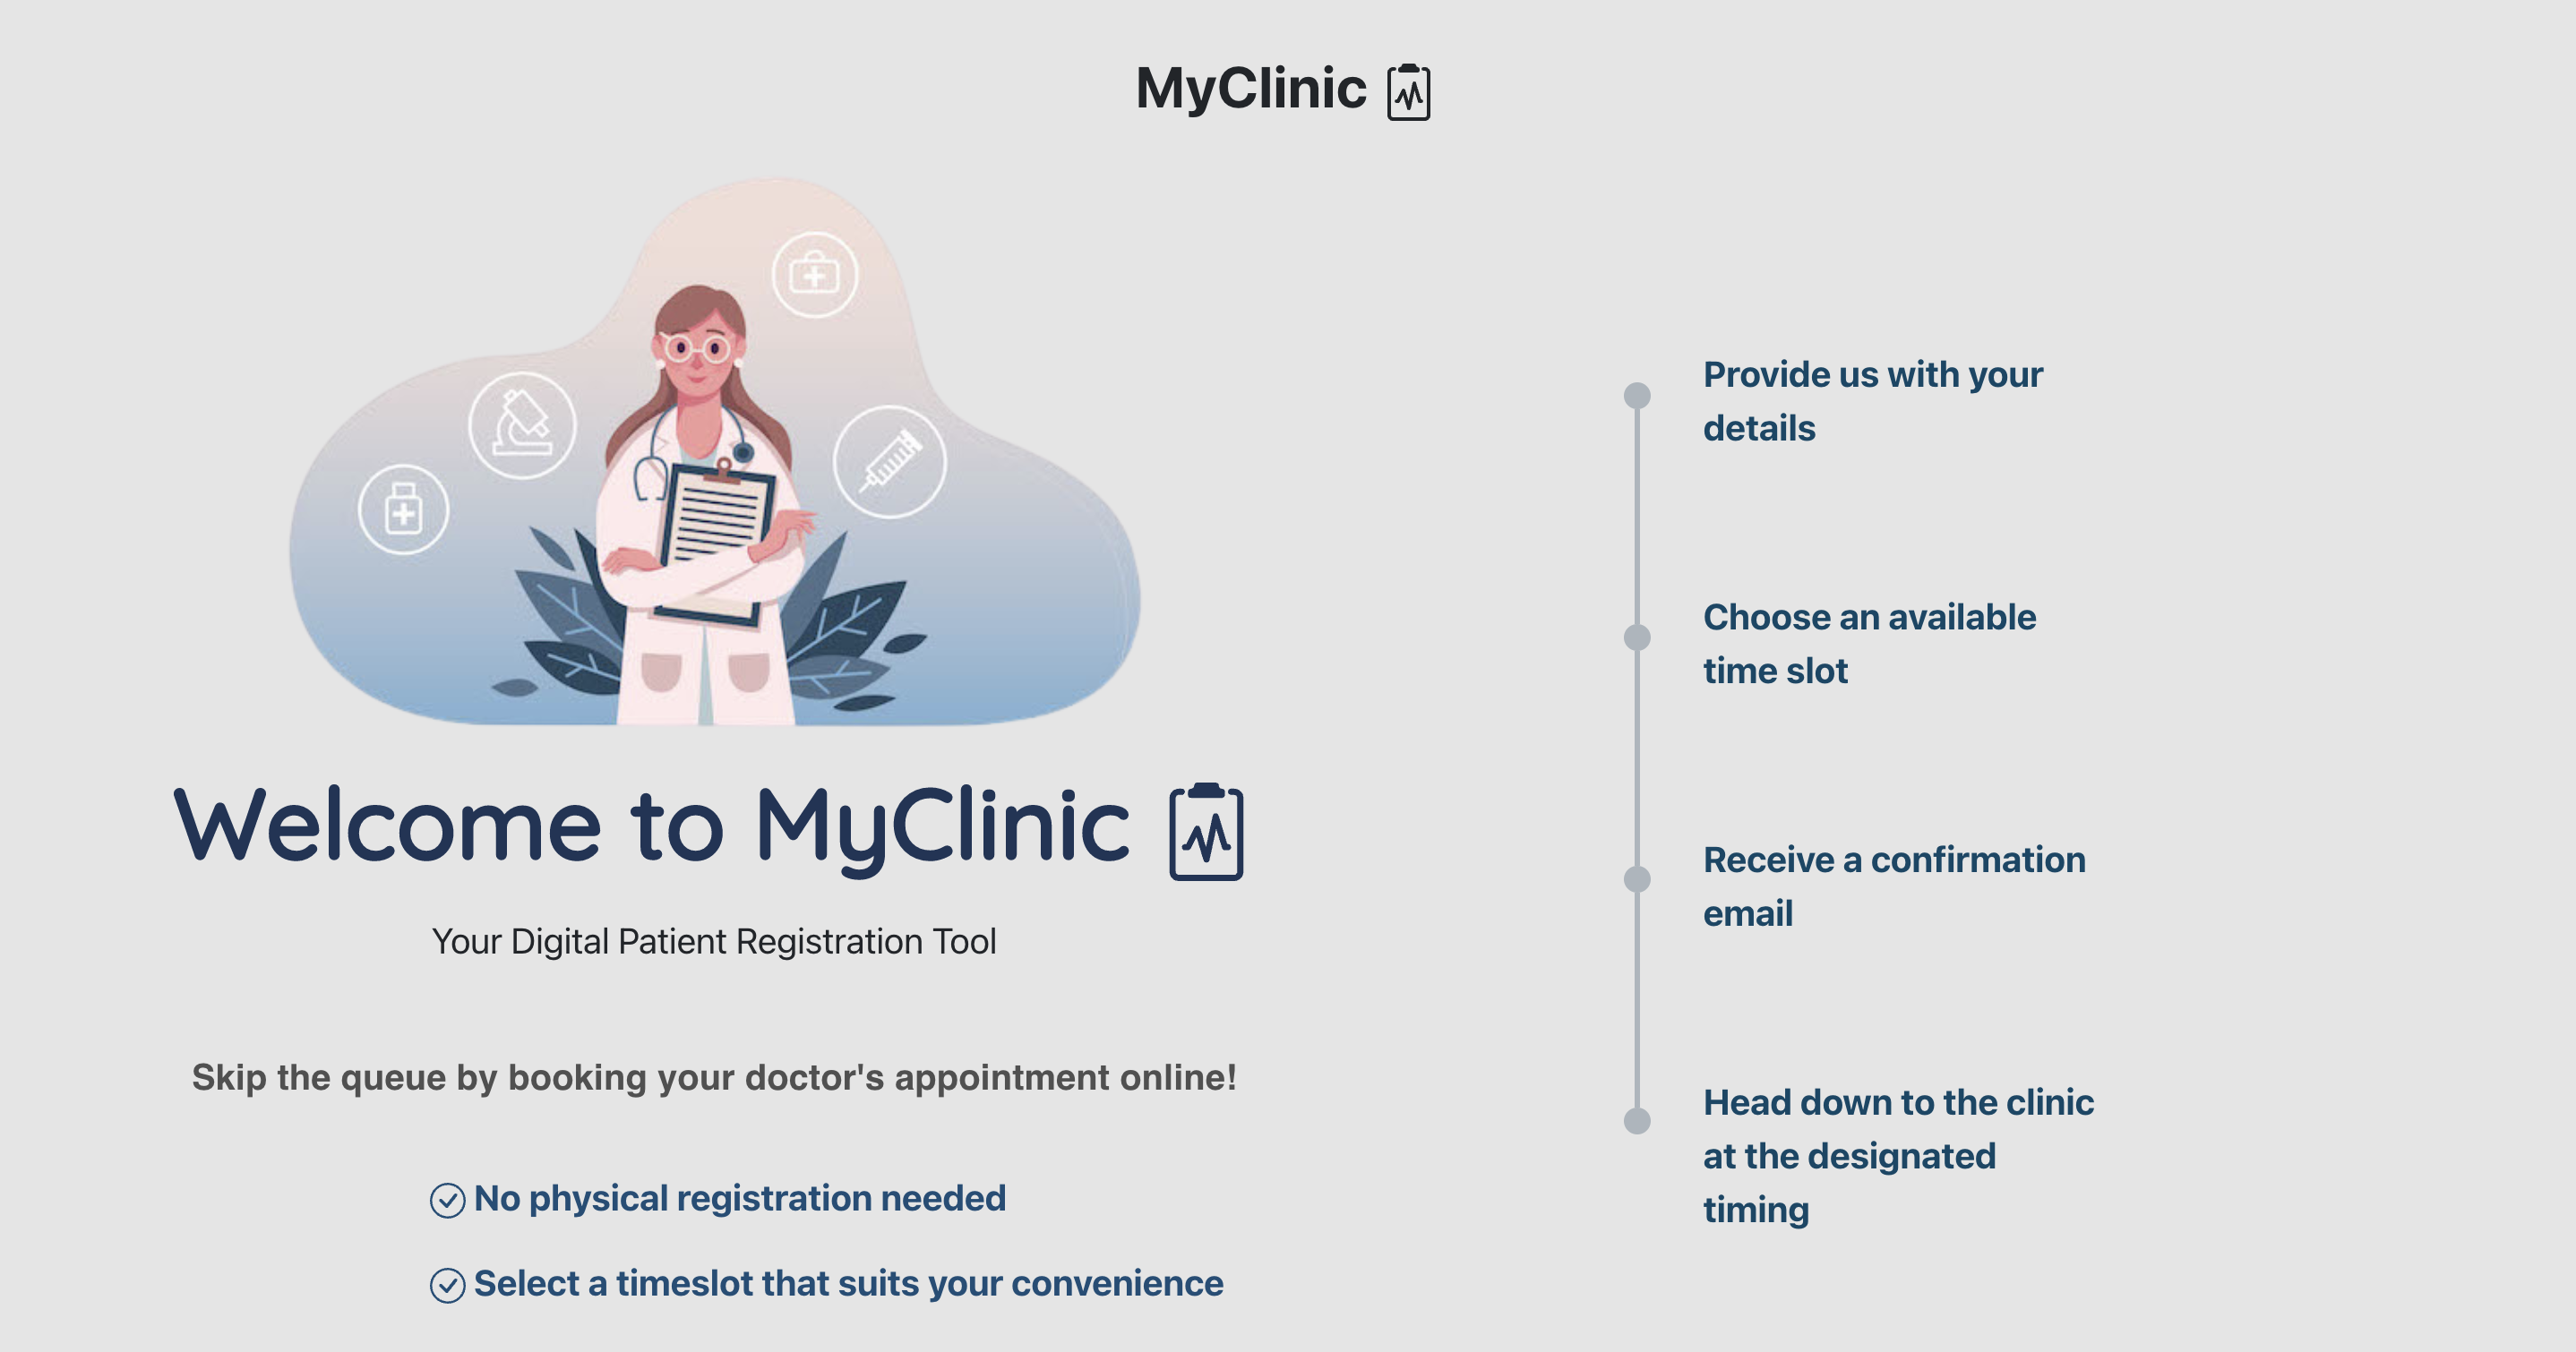 MyClinic
Welcome to MyClinic
Your Digital Patient Registration Tool
Skip the queue by booking your doctor's appointment online!
No physical registration needed
Select a timeslot that suits your convenience
Provide us with your
details
Choose an available
time slot
Receive a confirmation
email
Head down to the clinic
at the designated
timing